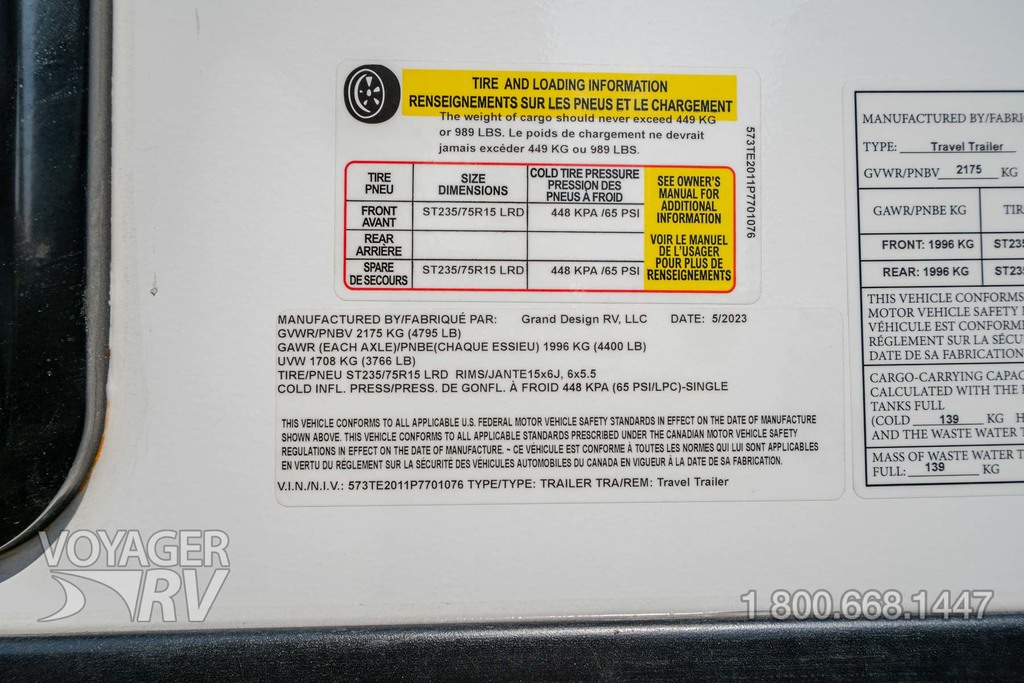 TIRE AND LOADING INFORMATION
RENSEIGNEMENTS SUR LES PNEUS ET LE CHARGEMENT
The weight of cargo should never exceed 449 KG
or 989 LBS. Le poids de chargement ne devrait
jamais excéder 449 KG ou 989 LBS.
TIRE PNEU SIZE DIMENSIONS COLD TIRE PRESSURE PRESSION DES PNEUS À FROID
FRONT AVANT ST235/75R15 LRD 448 KPA /65 PSI
REAR ARRIÈRE
SPARE DE SECOURS ST235/75R15 LRD 448 KPA /65 PSI
SEE OWNER'S
MANUAL FOR
ADDITIONAL
INFORMATION
VOIR LE MANUEL
DE L'USAGER
POUR PLUS DE
RENSEIGNEMENTS
573TE2011P7701076
MANUFACTURED BY/FABRIQUÉ PAR: Grand Design RV, LLC DATE: 5/2023
GVWR/PNBV 2175 KG (4795 LB)
GAWR (EACH AXLE)/PNBE(CHAQUE ESSIEU) 1996 KG (4400 LB)
UVW 1708 KG (3766 LB)
TIRE/PNEU ST235/75R15 LRD RIMS/JANTE15x6J, 6x5.5
COLD INFL. PRESS/PRESS. DE GONFL. À FROID 448 KPA (65 PSI/LPC)-SINGLE
THIS VEHICLE CONFORMS TO ALL APPLICABLE U.S. FEDERAL MOTOR VEHICLE SAFETY STANDARDS IN EFFECT ON THE DATE OF MANUFACTURE
SHOWN ABOVE. THIS VEHICLE CONFORMS TO ALL APPLICABLE STANDARDS PRESCRIBED UNDER THE CANADIAN MOTOR VEHICLE SAFETY
REGULATIONS IN EFFECT ON THE DATE OF MANUFACTURE. ~ CE VÉHICULE EST CONFORME À TOUTES LES NORMES QUI LUI SONT APPLICABLES
EN VERTU DU RÉGLEMENT SUR LA SÉCURITÉ DES VÉHICULES AUTOMOBILES DU CANADA EN VIGUEUR À LA DATE DE SA FABRICATION.
V.I.N./N.I.V.: 573TE2011P7701076 TYPE/TYPE: TRAILER TRA/REM: Travel Trailer
MANUFACTURED BY/FABRI
TYPE: Travel Trailer
GVWR/PNBV 2175 KG
GAWR/PNBE KG TIR
FRONT: 1996 KG ST235
REAR: 1996 KG ST235
THIS VEHICLE CONFORMS
MOTOR VEHICLE SAFETY
VÉHICULE EST CONFORME
RÉGLEMENT SUR LA SÉCU
DATE DE SA FABRICATION
CARGO-CARRYING CAPAC
CALCULATED WITH THE
TANKS FULL
(COLD 139 KG H
AND THE WASTE WATER T
MASS OF WASTE WATER T
FULL: 139 KG
VOYAGER
RV
1 800.668.1447